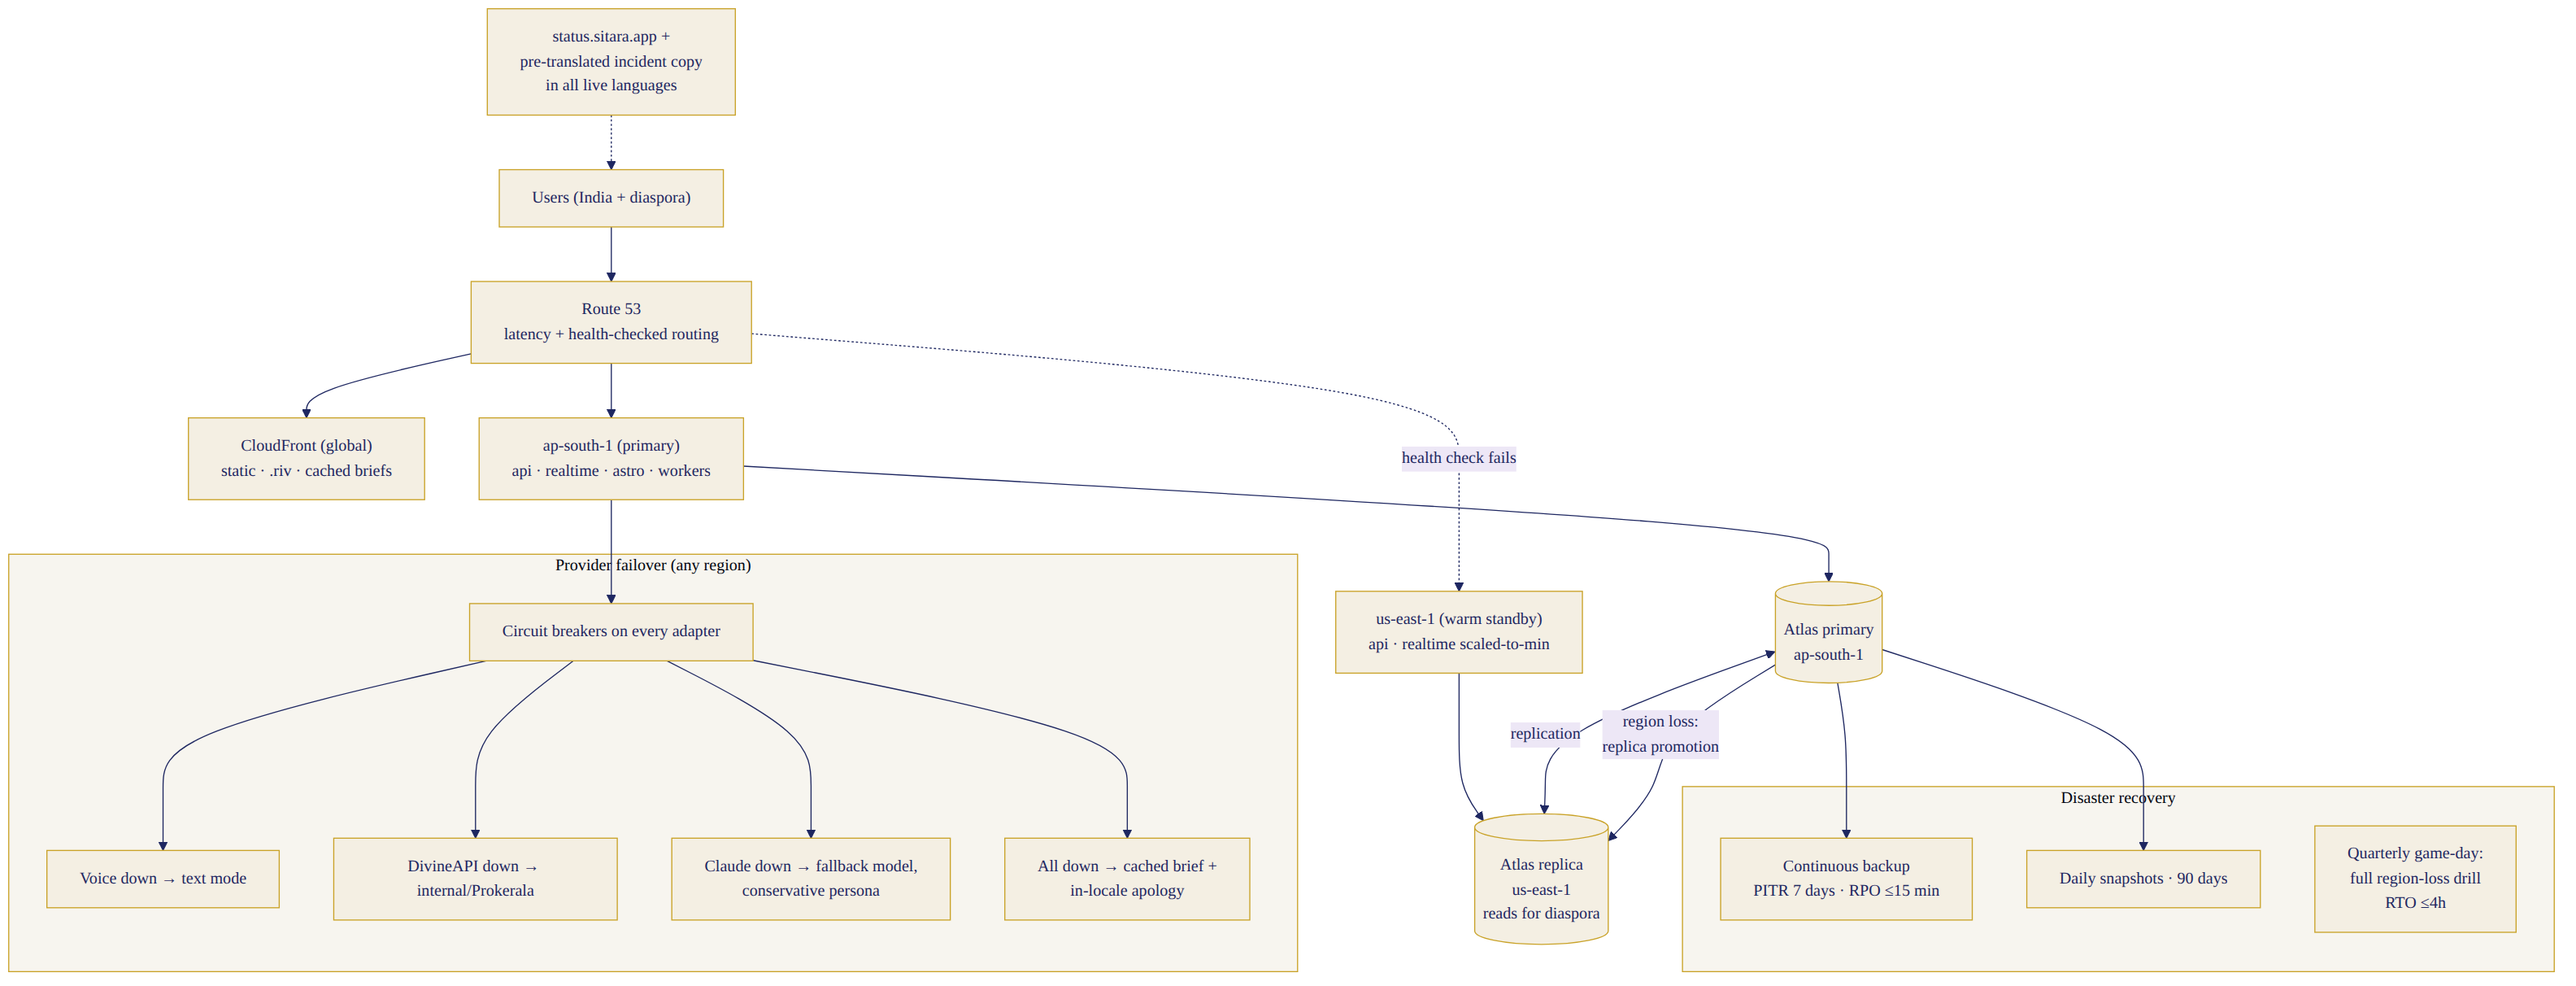 status.sitara.app +
pre-translated incident copy
in all live languages
Users (India + diaspora)
Route 53
latency + health-checked routing
CloudFront (global)
static · .riv · cached briefs
ap-south-1 (primary)
api · realtime · astro · workers
health check fails
Provider failover (any region)
Circuit breakers on every adapter
us-east-1 (warm standby)
api · realtime scaled-to-min
Atlas primary
ap-south-1
replication
region loss:
replica promotion
Disaster recovery
Voice down → text mode
DivineAPI down →
internal/Prokerala
Claude down → fallback model,
conservative persona
All down → cached brief +
in-locale apology
Atlas replica
us-east-1
reads for diaspora
Continuous backup
PITR 7 days · RPO ≤15 min
Daily snapshots · 90 days
Quarterly game-day:
full region-loss drill
RTO ≤4h